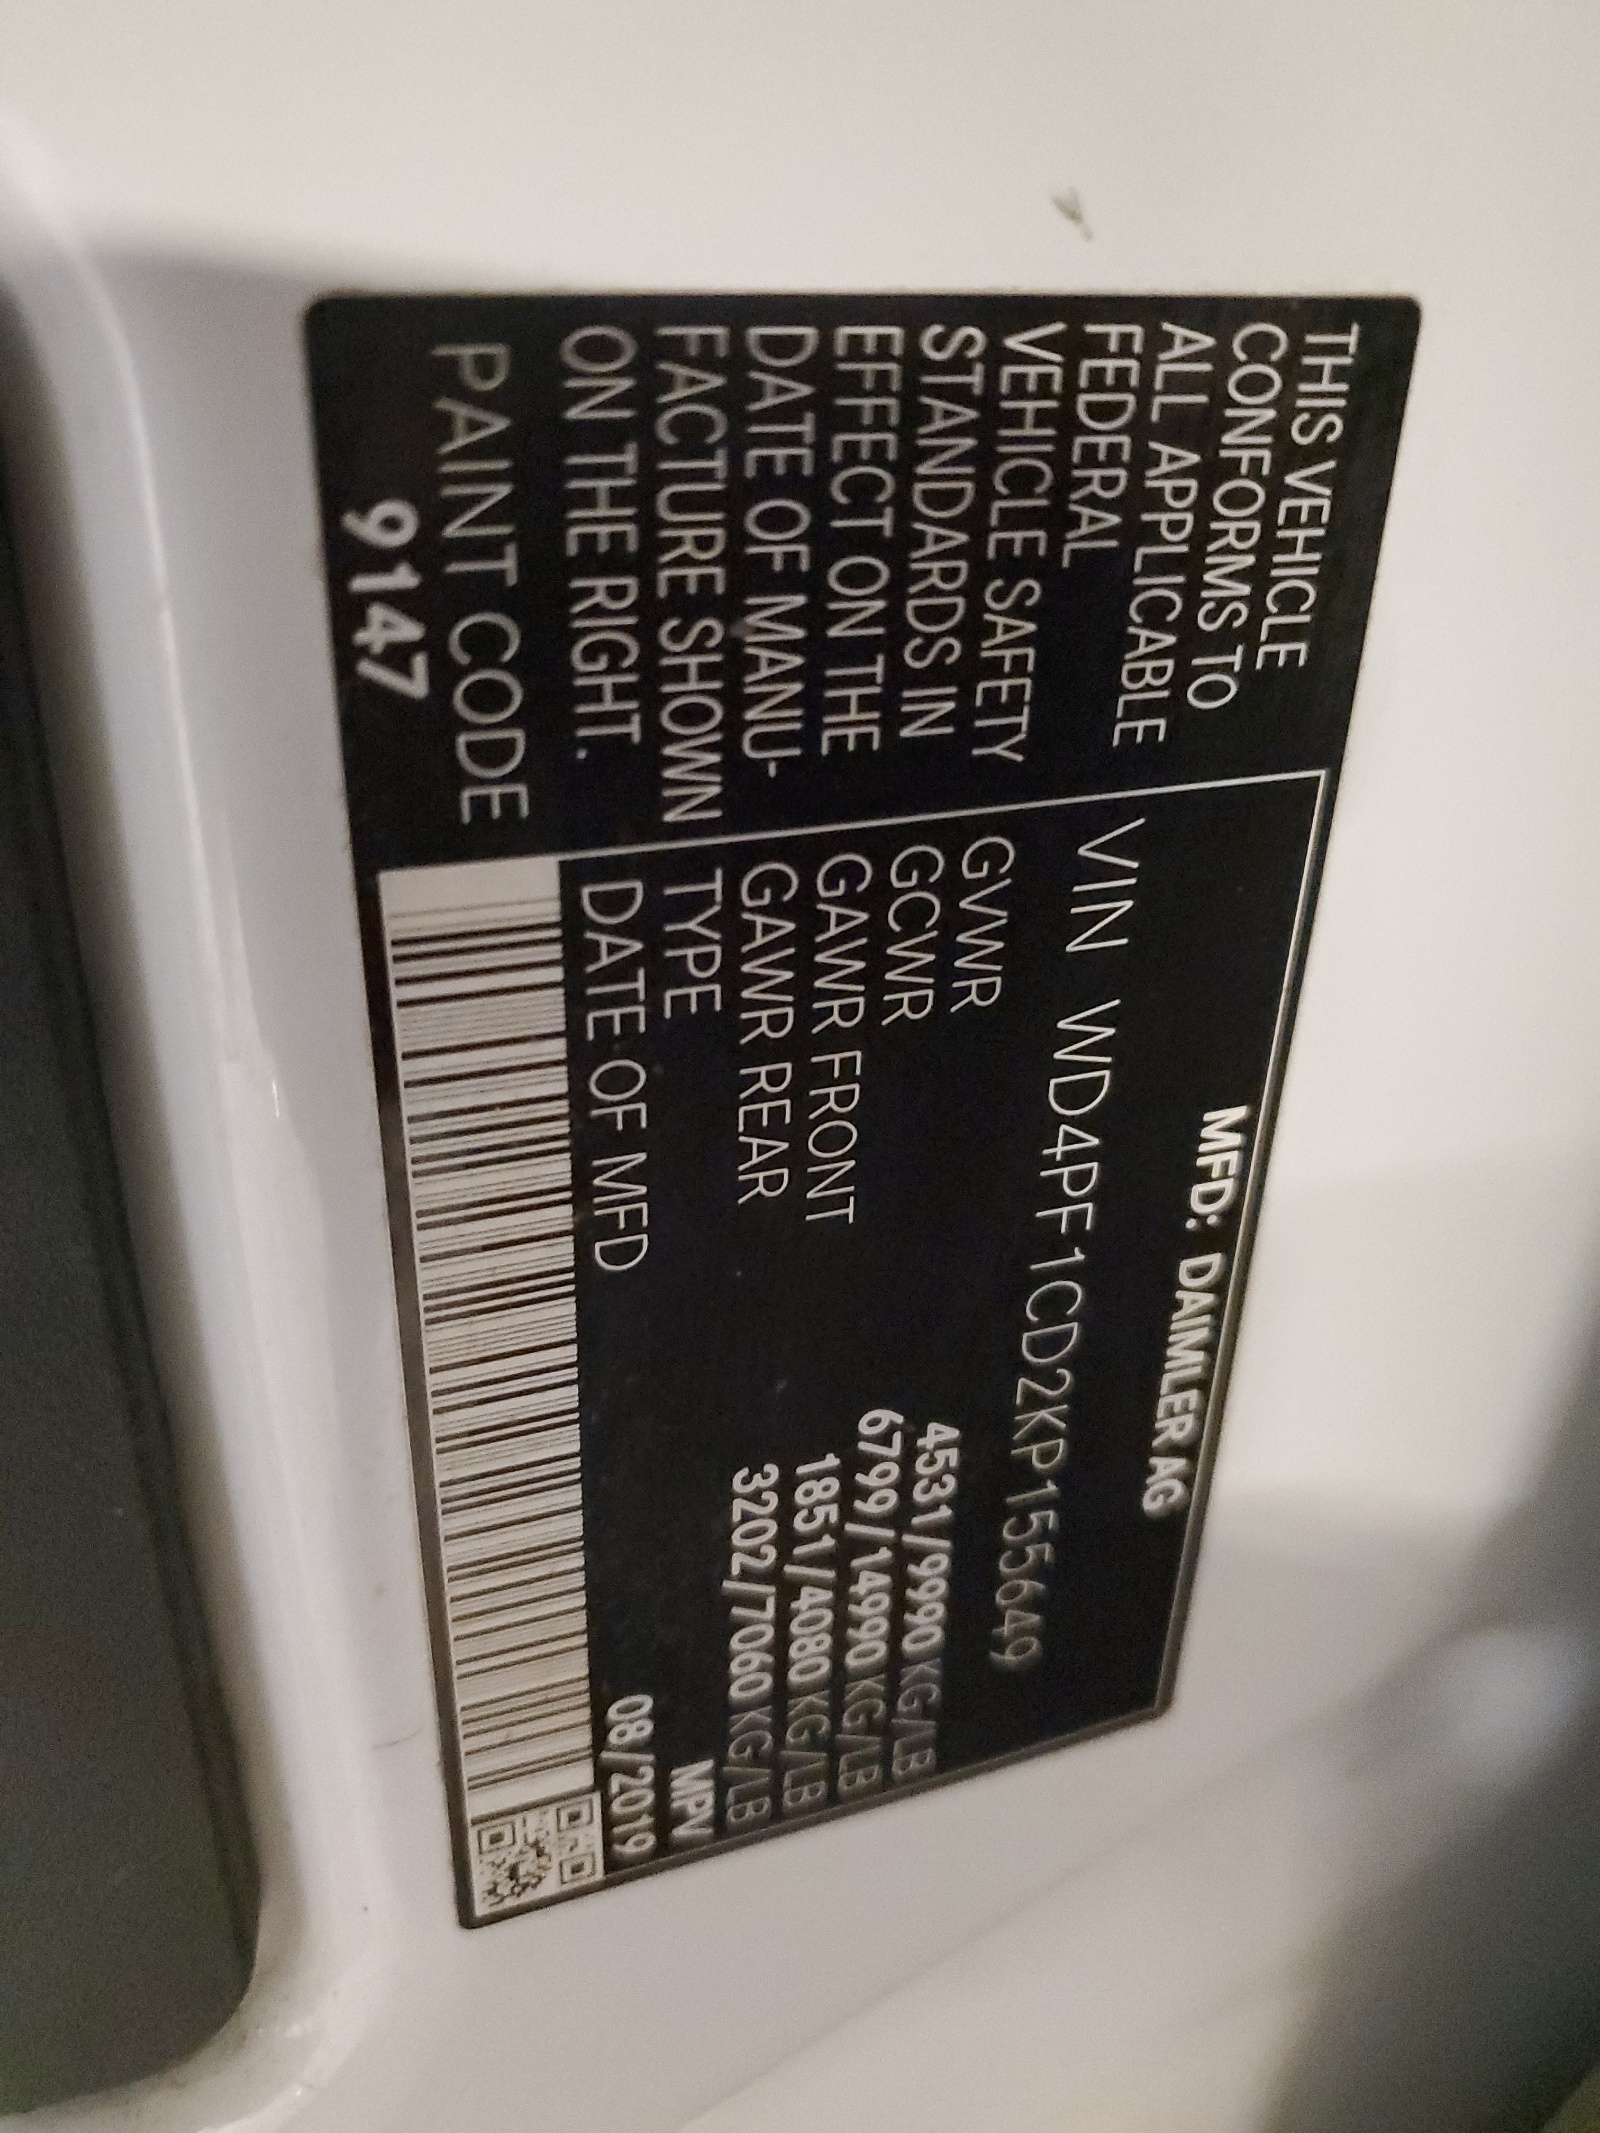 THIS VEHICLE
CONFORMS TO
ALL APPLICABLE
FEDERAL
VEHICLE SAFETY
STANDARDS IN
EFFECT ON THE
DATE OF MANU-
FACTURE SHOWN
ON THE RIGHT.
PAINT CODE
9147
MFD: DAIMLER AG
VIN WD4PF1CD2KP155649
GVWR 4531/9990 KG/LB
GCWR 6799/14990 KG/LB
GAWR FRONT 1851/4080 KG/LB
GAWR REAR 3202/7060 KG/LB
TYPE MPV
DATE OF MFD 08/2019